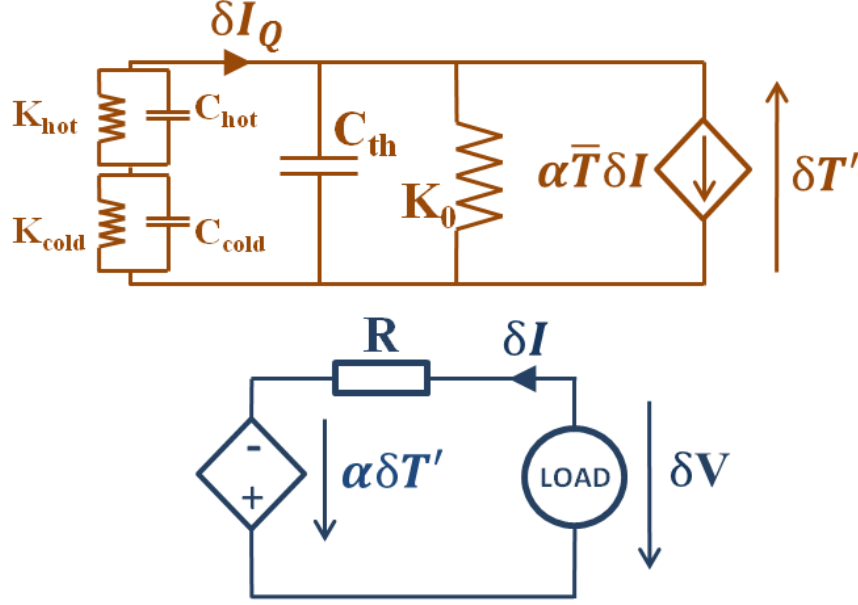 δI_Q
K_hot
C_hot
C_th
K_0
αT̅δI
δT′
K_cold
C_cold
R
δI
-
+
αδT′
LOAD
δV